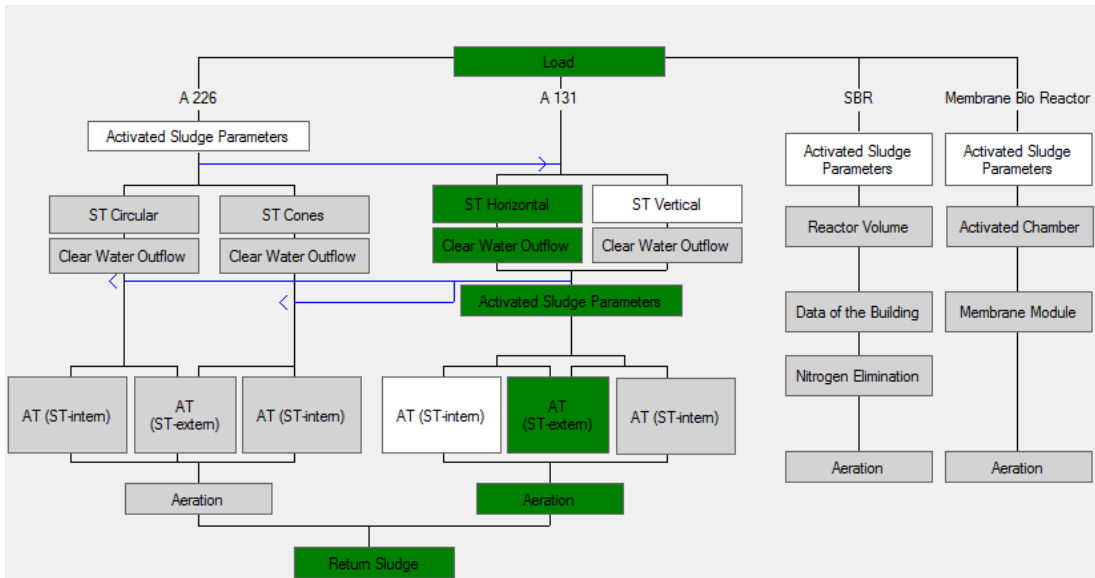 Load
A 226
A 131
SBR
Membrane Bio Reactor
Activated Sludge Parameters
Activated Sludge
Parameters
Activated Sludge
Parameters
ST Circular
ST Cones
ST Horizontal
ST Vertical
Reactor Volume
Activated Chamber
Clear Water Outflow
Clear Water Outflow
Clear Water Outflow
Clear Water Outflow
Activated Sludge Parameters
Data of the Building
Membrane Module
Nitrogen Elimination
AT (ST-intern)
AT
(ST-extern)
AT (ST-intern)
AT (ST-intern)
AT
(ST-extern)
AT (ST-intern)
Aeration
Aeration
Aeration
Aeration
Return Sludge